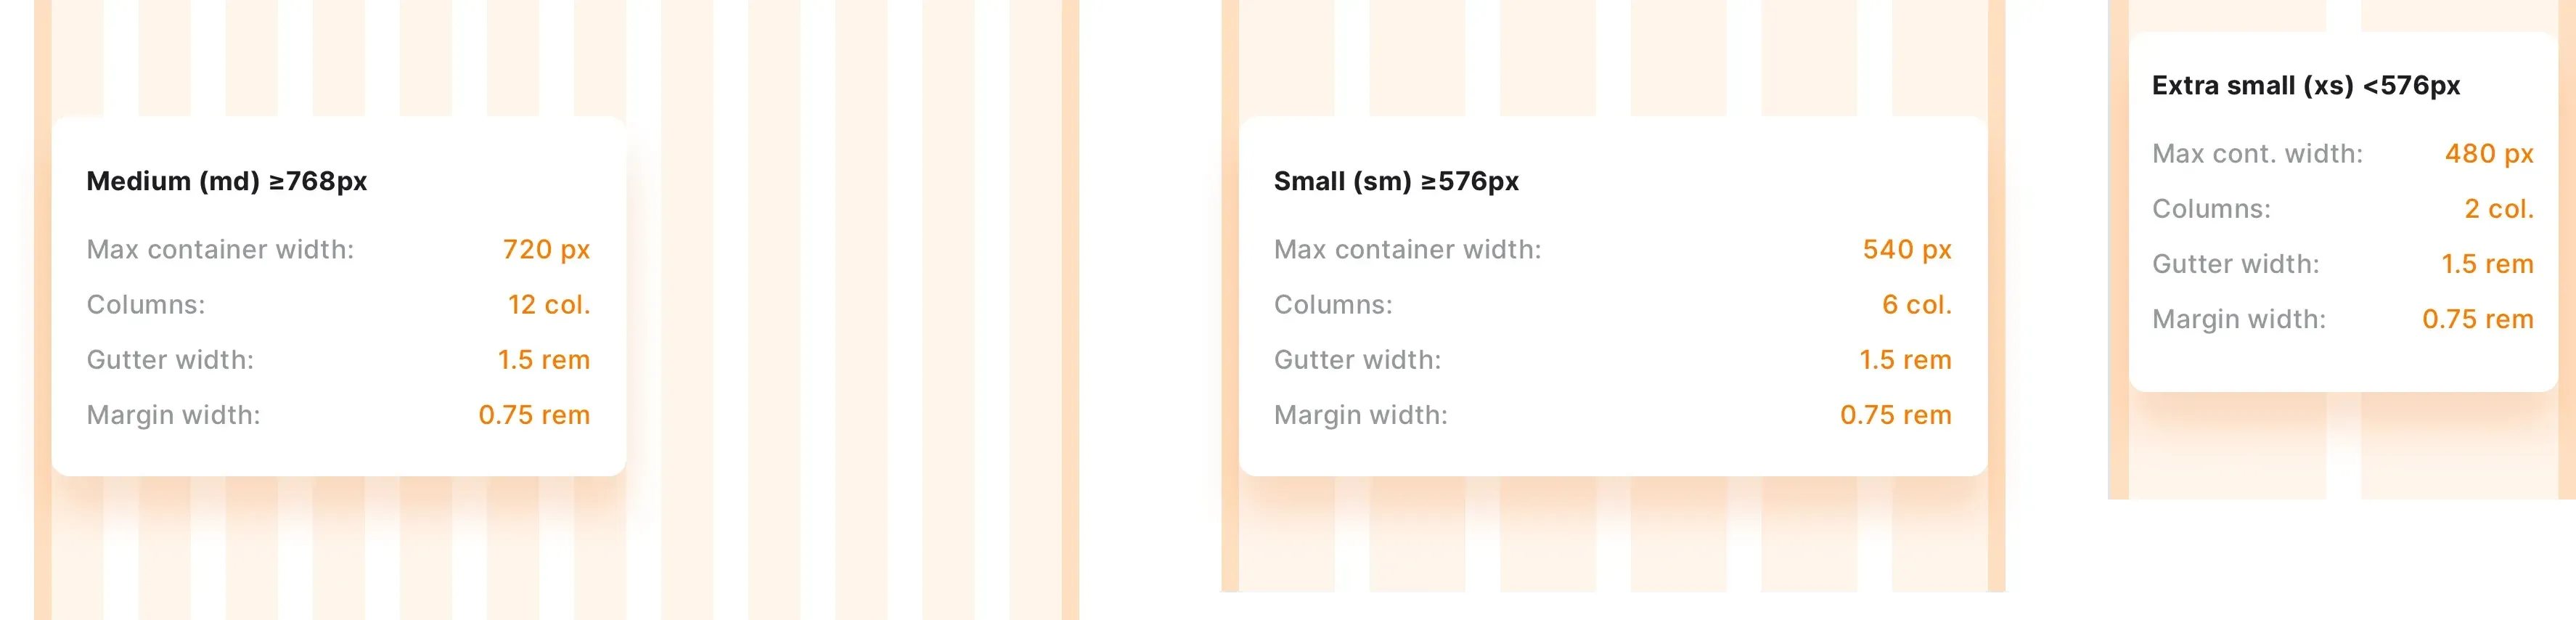 Medium (md) ≥768px
Max container width: 720 px
Columns: 12 col.
Gutter width: 1.5 rem
Margin width: 0.75 rem
Small (sm) ≥576px
Max container width: 540 px
Columns: 6 col.
Gutter width: 1.5 rem
Margin width: 0.75 rem
Extra small (xs) <576px
Max cont. width: 480 px
Columns: 2 col.
Gutter width: 1.5 rem
Margin width: 0.75 rem